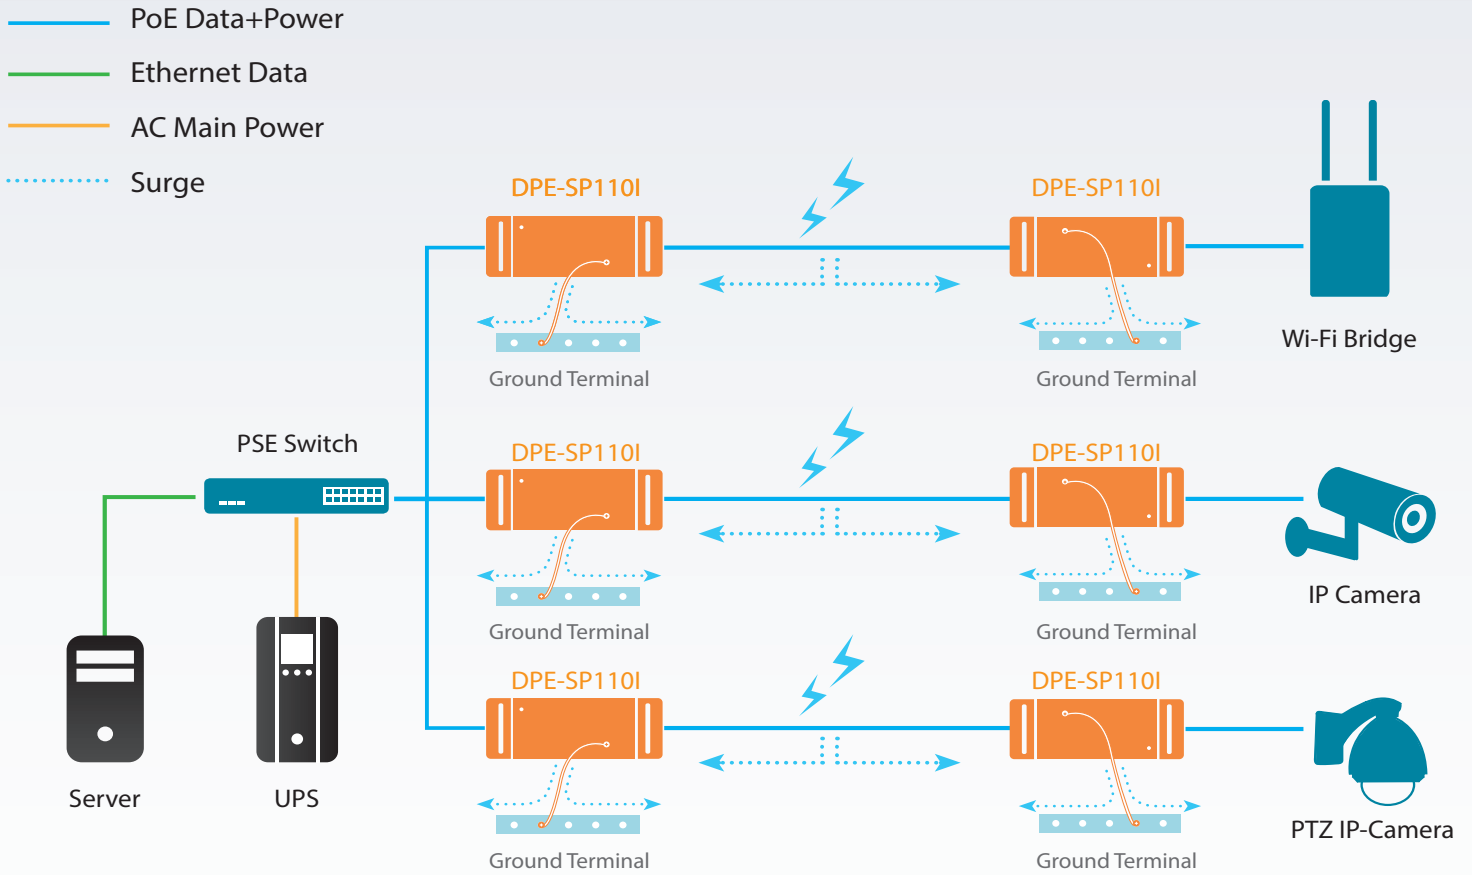 PoE Data+Power
Ethernet Data
AC Main Power
Surge
DPE-SP110I
DPE-SP110I
Wi-Fi Bridge
Ground Terminal
Ground Terminal
PSE Switch
DPE-SP110I
DPE-SP110I
IP Camera
Ground Terminal
Ground Terminal
DPE-SP110I
DPE-SP110I
Server
UPS
PTZ IP-Camera
Ground Terminal
Ground Terminal